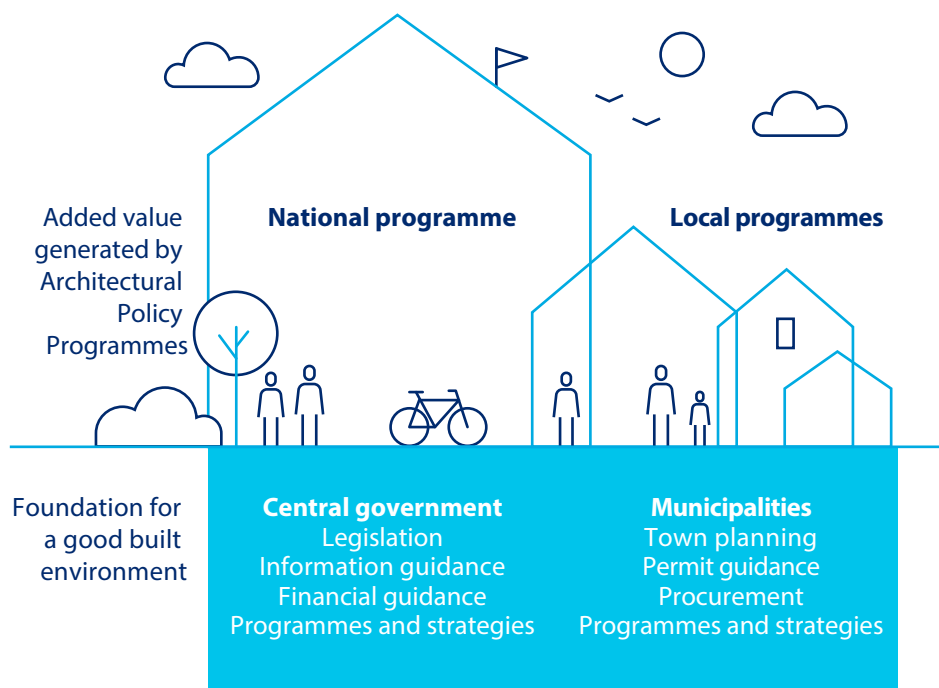 Added value
generated by
Architectural
Policy
Programmes
National programme
Local programmes
Foundation for
a good built
environment
Central government
Legislation
Information guidance
Financial guidance
Programmes and strategies
Municipalities
Town planning
Permit guidance
Procurement
Programmes and strategies